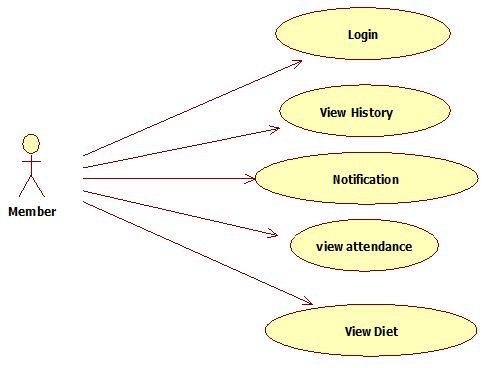 Login
View History
Notification
Member
view attendance
View Diet